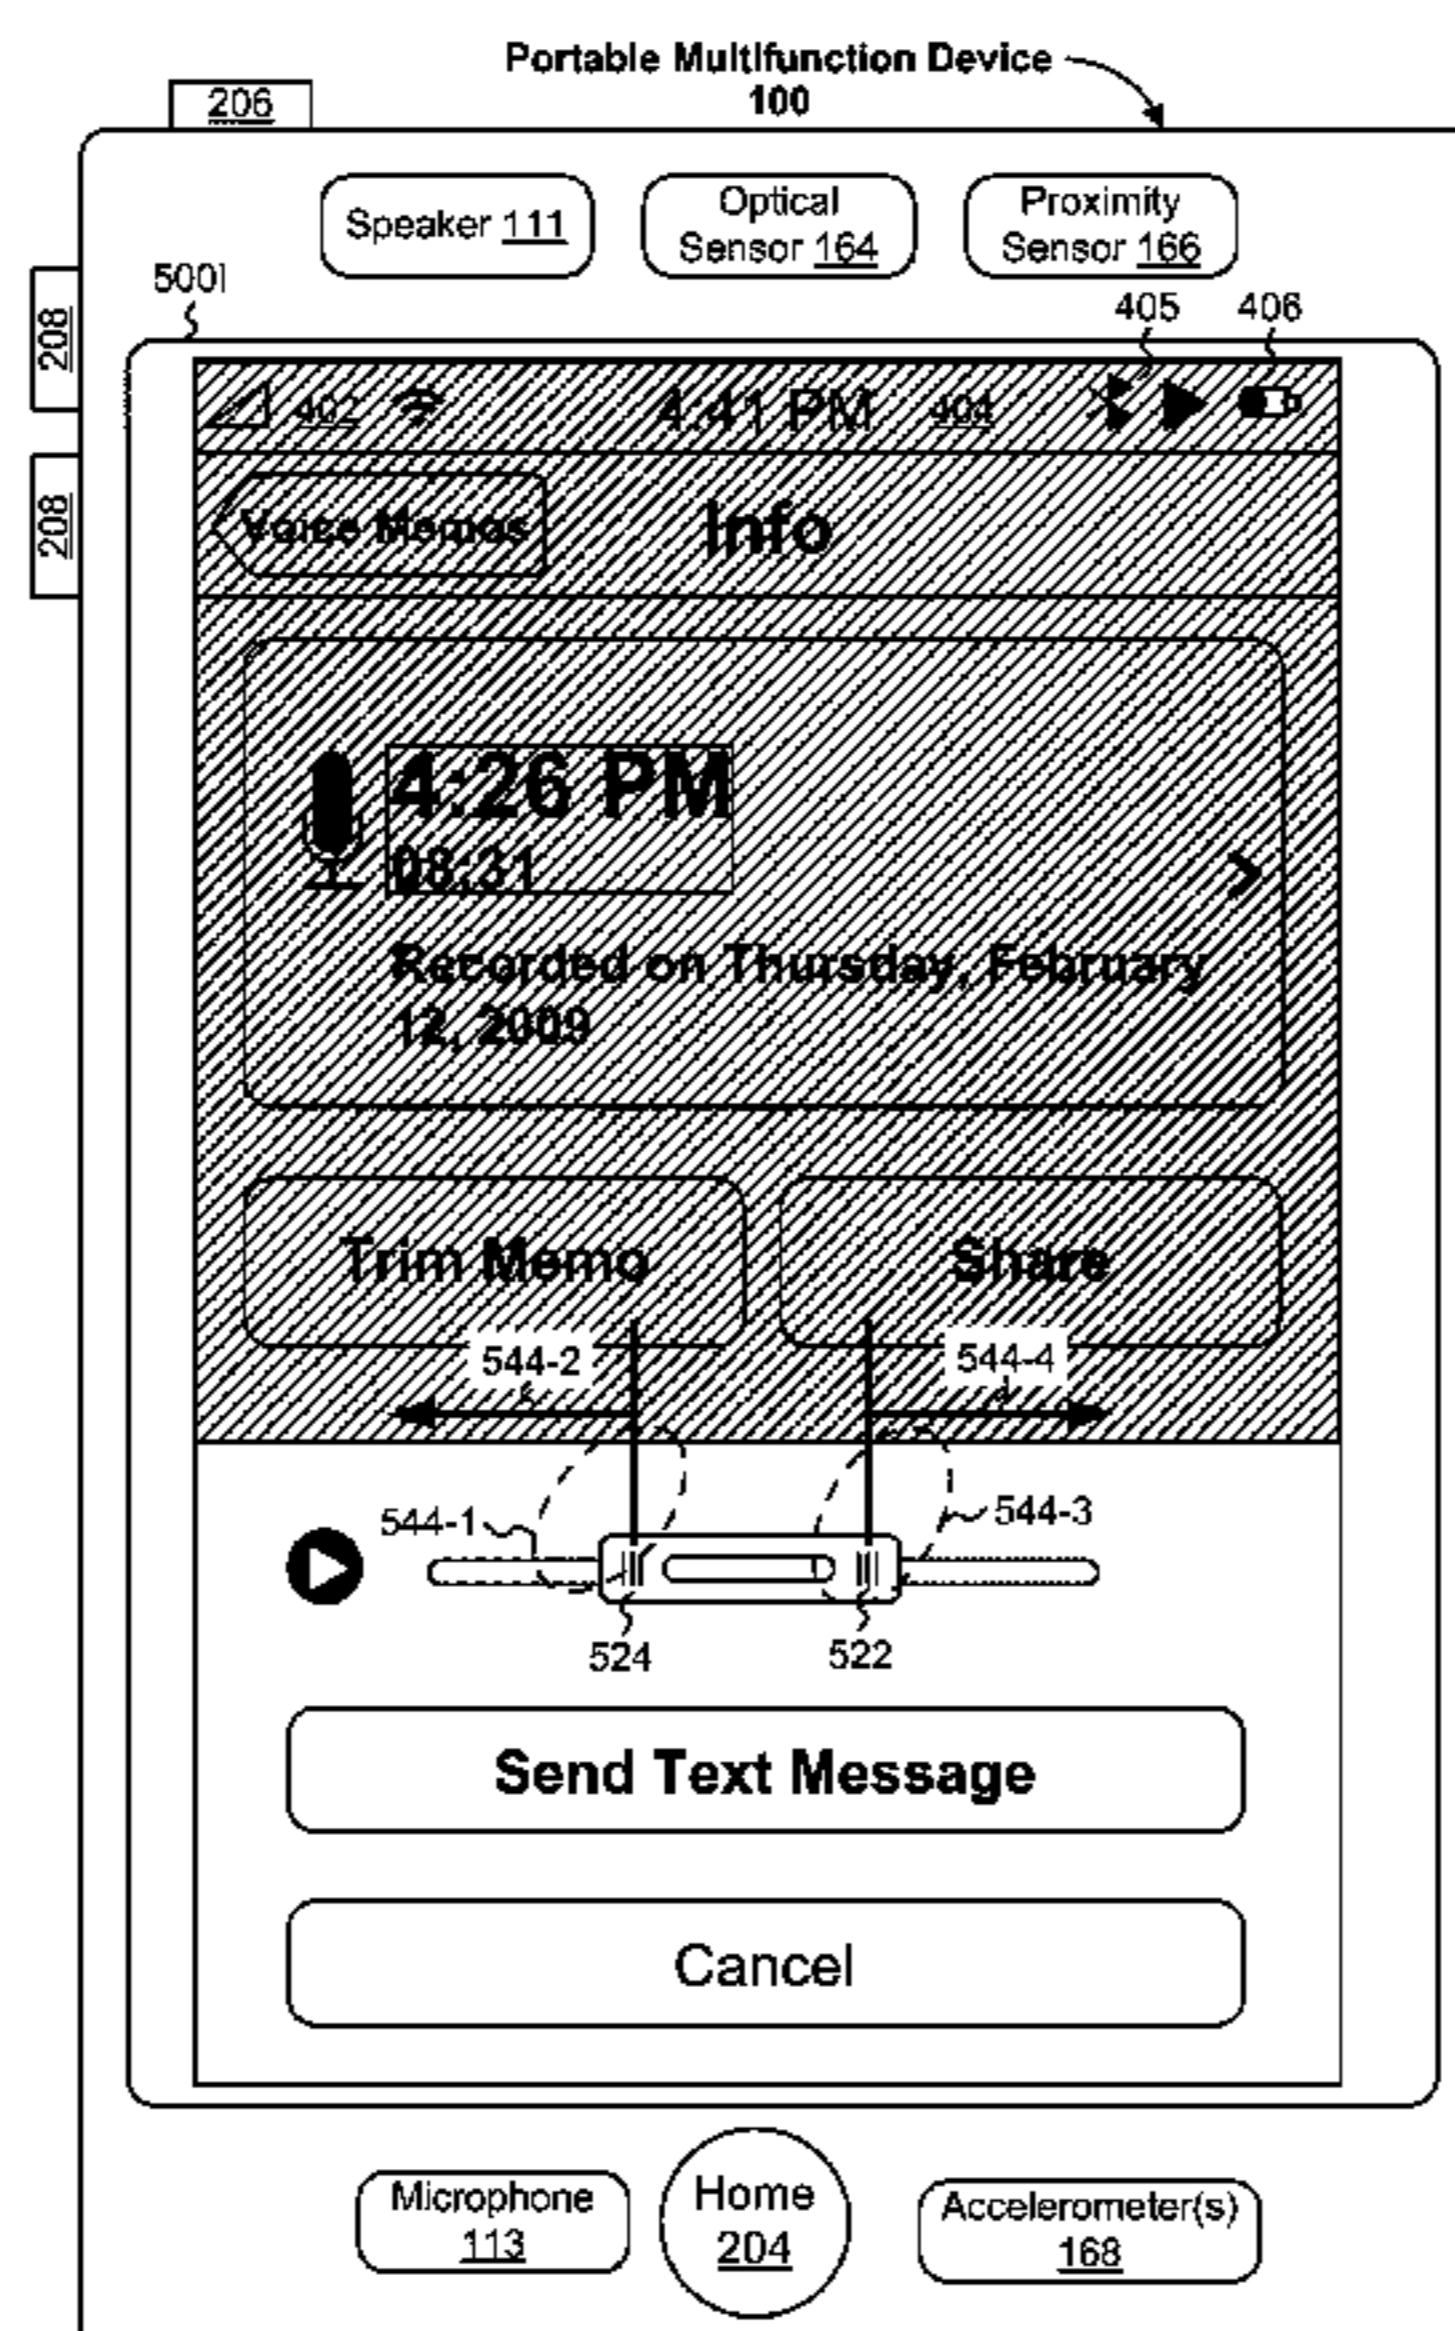 Portable Multifunction Device
100
206
Speaker 111
Optical
Sensor 164
Proximity
Sensor 166
500l
405
406
208
208
402
4:41 PM
404
Voice Memos
Info
4:26 PM
08:31
Recorded on Thursday, February
12, 2009
Trim Memo
Share
544-2
544-4
544-1
544-3
524
522
Send Text Message
Cancel
Microphone
113
Home
204
Accelerometer(s)
168